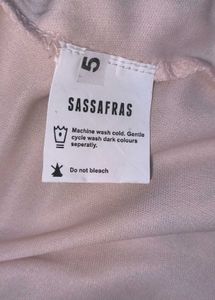 5
SASSAFRAS
Machine wash cold. Gentle
cycle wash dark colours
seperatly.
Do not bleach